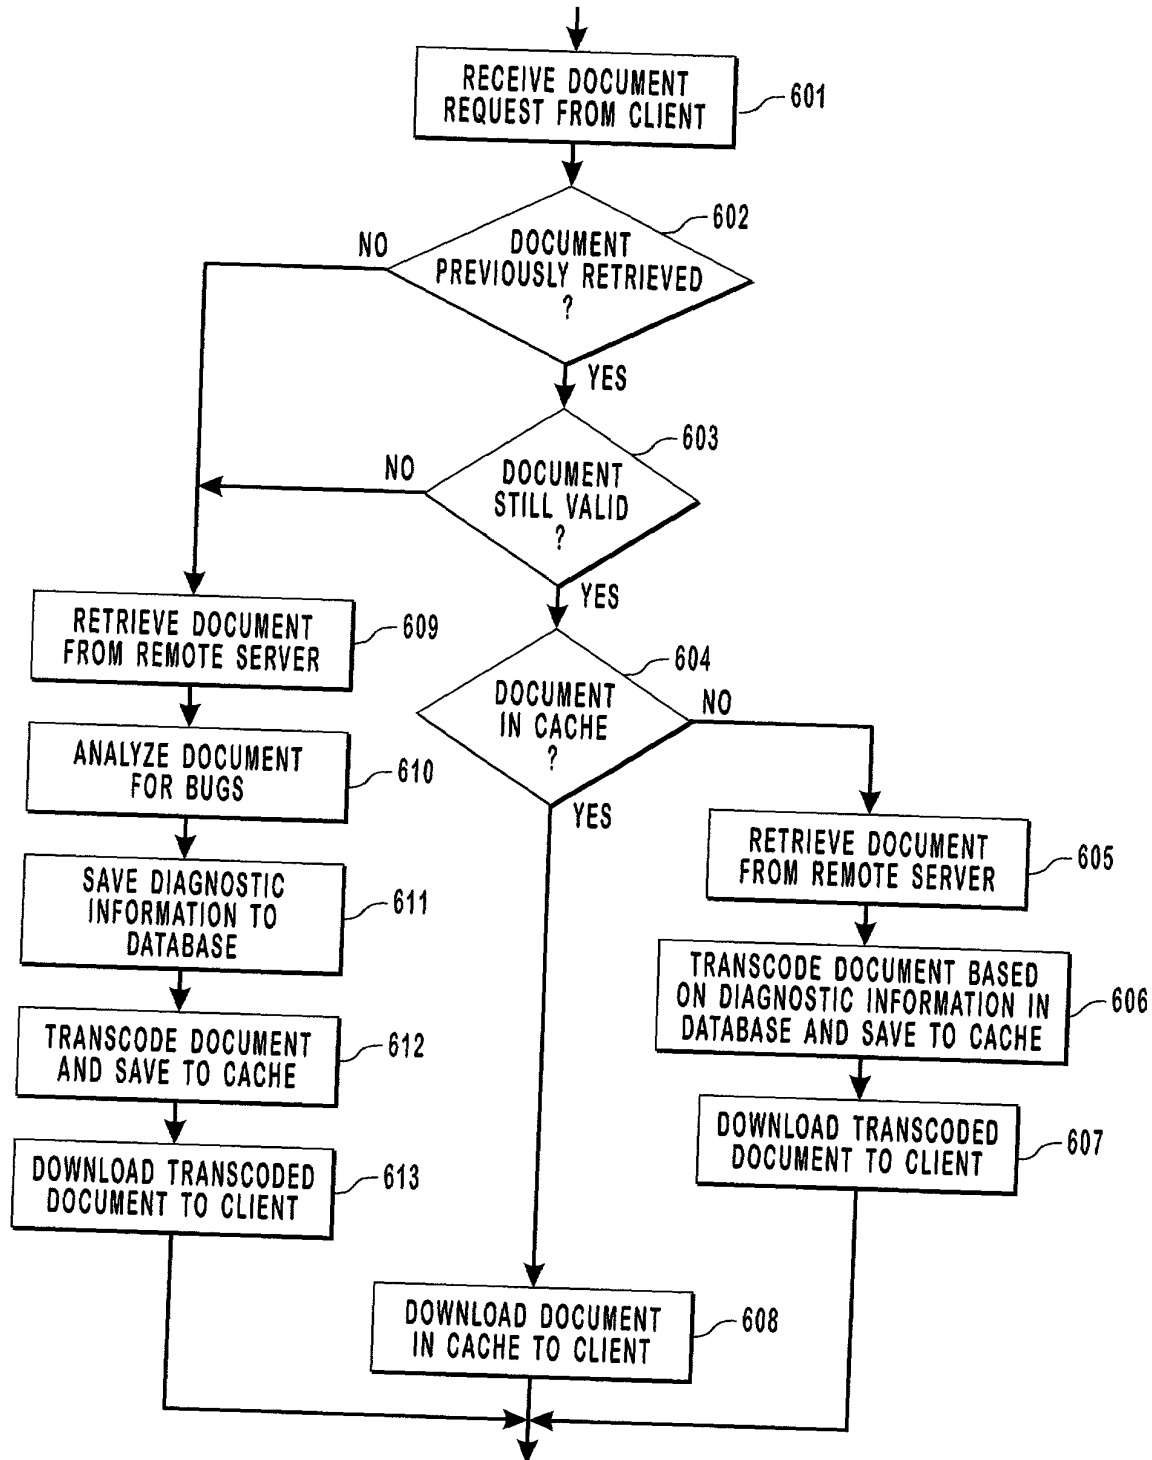 RECEIVE DOCUMENT
REQUEST FROM CLIENT
601
602
DOCUMENT
PREVIOUSLY RETRIEVED
?
NO
YES
603
DOCUMENT
STILL VALID
?
NO
YES
604
DOCUMENT
IN CACHE
?
NO
YES
RETRIEVE DOCUMENT
FROM REMOTE SERVER
609
ANALYZE DOCUMENT
FOR BUGS
610
SAVE DIAGNOSTIC
INFORMATION TO
DATABASE
611
TRANSCODE DOCUMENT
AND SAVE TO CACHE
612
DOWNLOAD TRANSCODED
DOCUMENT TO CLIENT
613
RETRIEVE DOCUMENT
FROM REMOTE SERVER
605
TRANSCODE DOCUMENT BASED
ON DIAGNOSTIC INFORMATION IN
DATABASE AND SAVE TO CACHE
606
DOWNLOAD TRANSCODED
DOCUMENT TO CLIENT
607
DOWNLOAD DOCUMENT
IN CACHE TO CLIENT
608